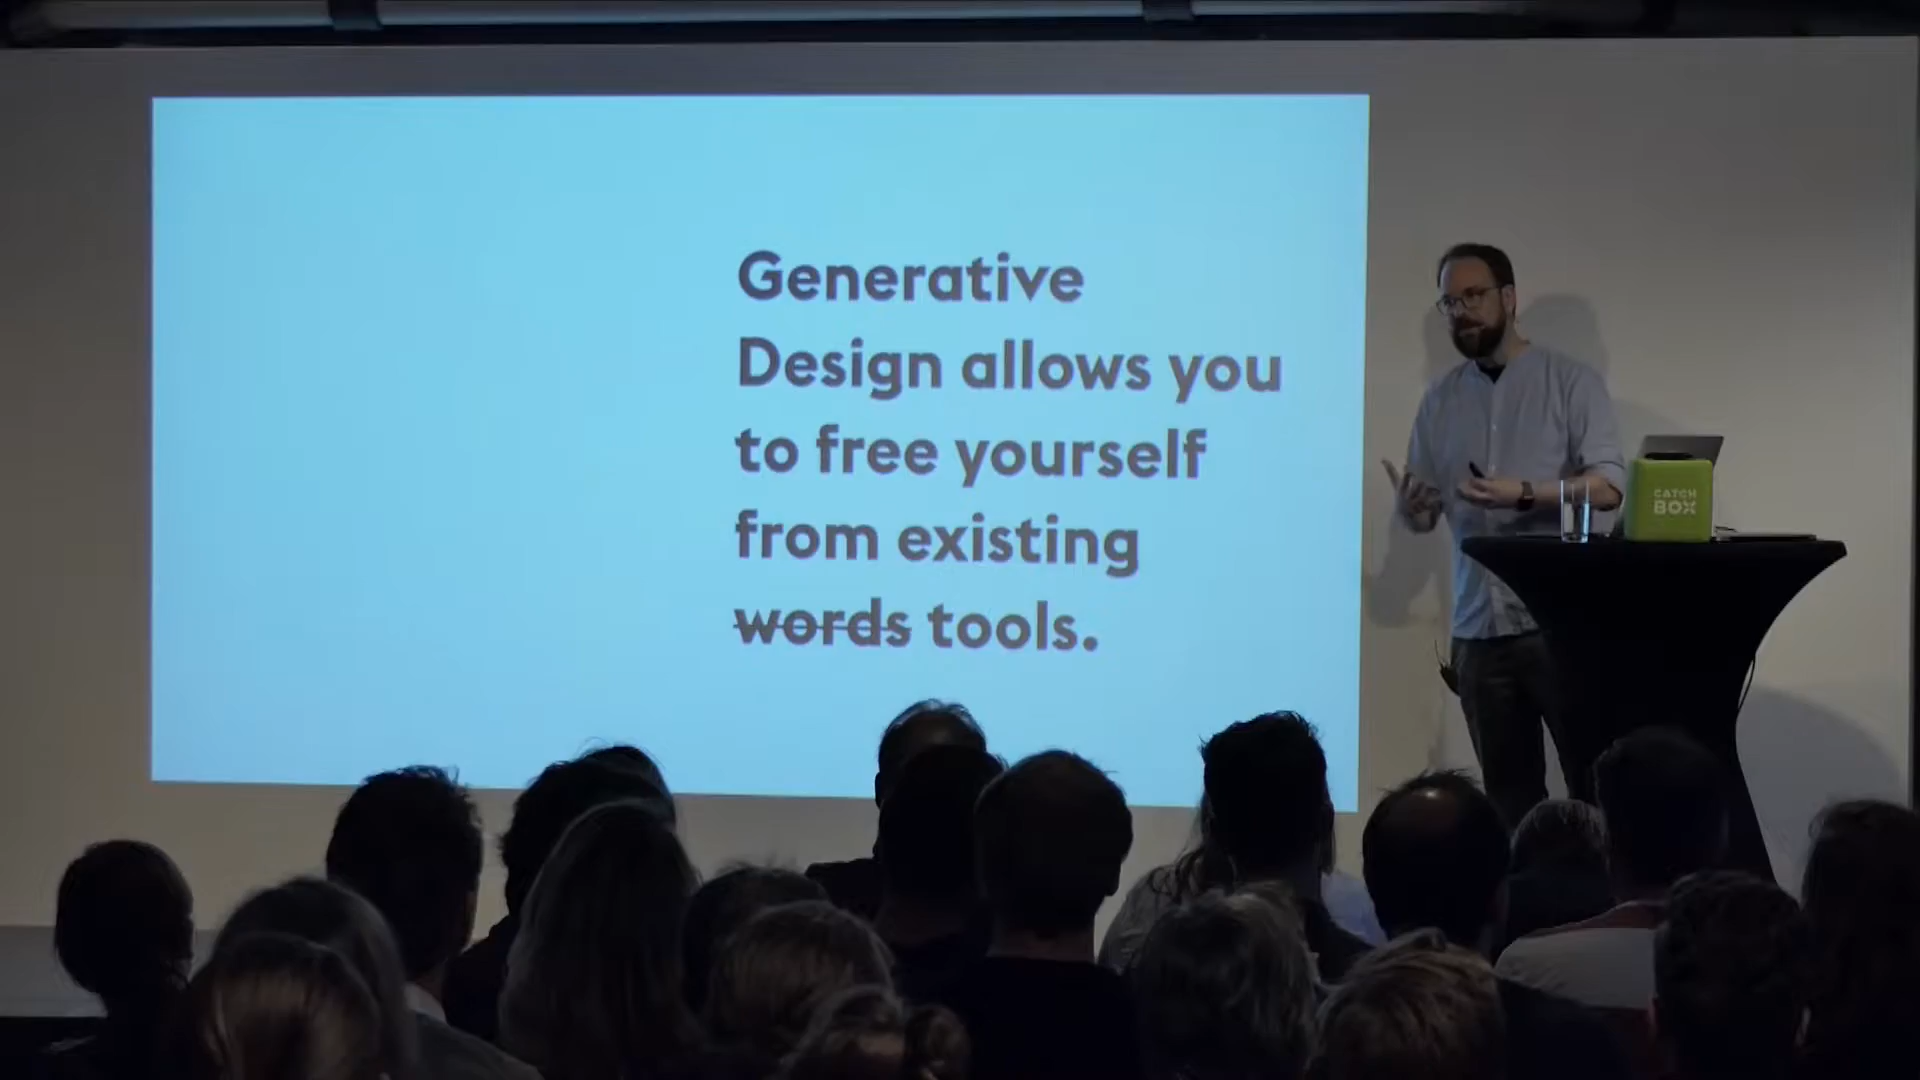 Generative
Design allows you
to free yourself
from existing
words tools.
CATCH
BOX